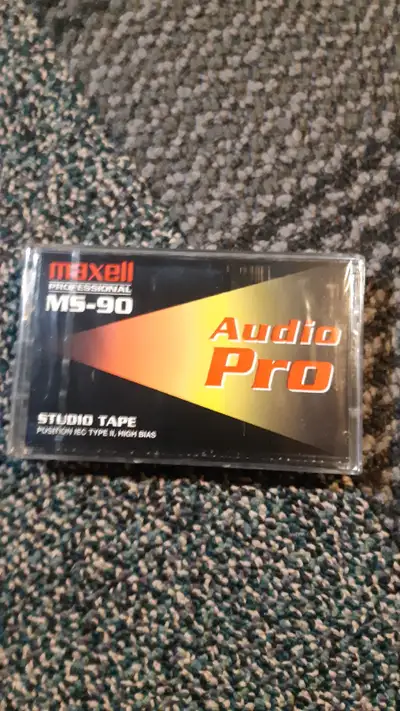 maxell
PROFESSIONAL
MS-90
Audio
Pro
STUDIO TAPE
POSITION IEC TYPE II, HIGH BIAS